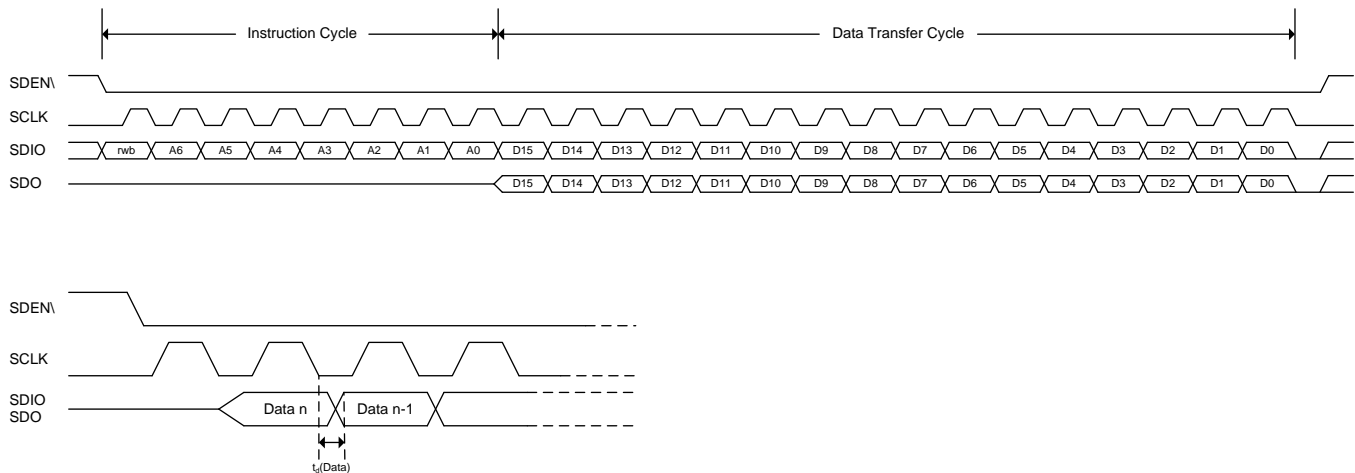 Instruction Cycle Data Transfer Cycle
SDEN\
SCLK
SDIO rwb A6 A5 A4 A3 A2 A1 A0 D15 D14 D13 D12 D11 D10 D9 D8 D7 D6 D5 D4 D3 D2 D1 D0
SDO D15 D14 D13 D12 D11 D10 D9 D8 D7 D6 D5 D4 D3 D2 D1 D0
SDEN\
SCLK
SDIO
SDO
Data n Data n-1
td(Data)